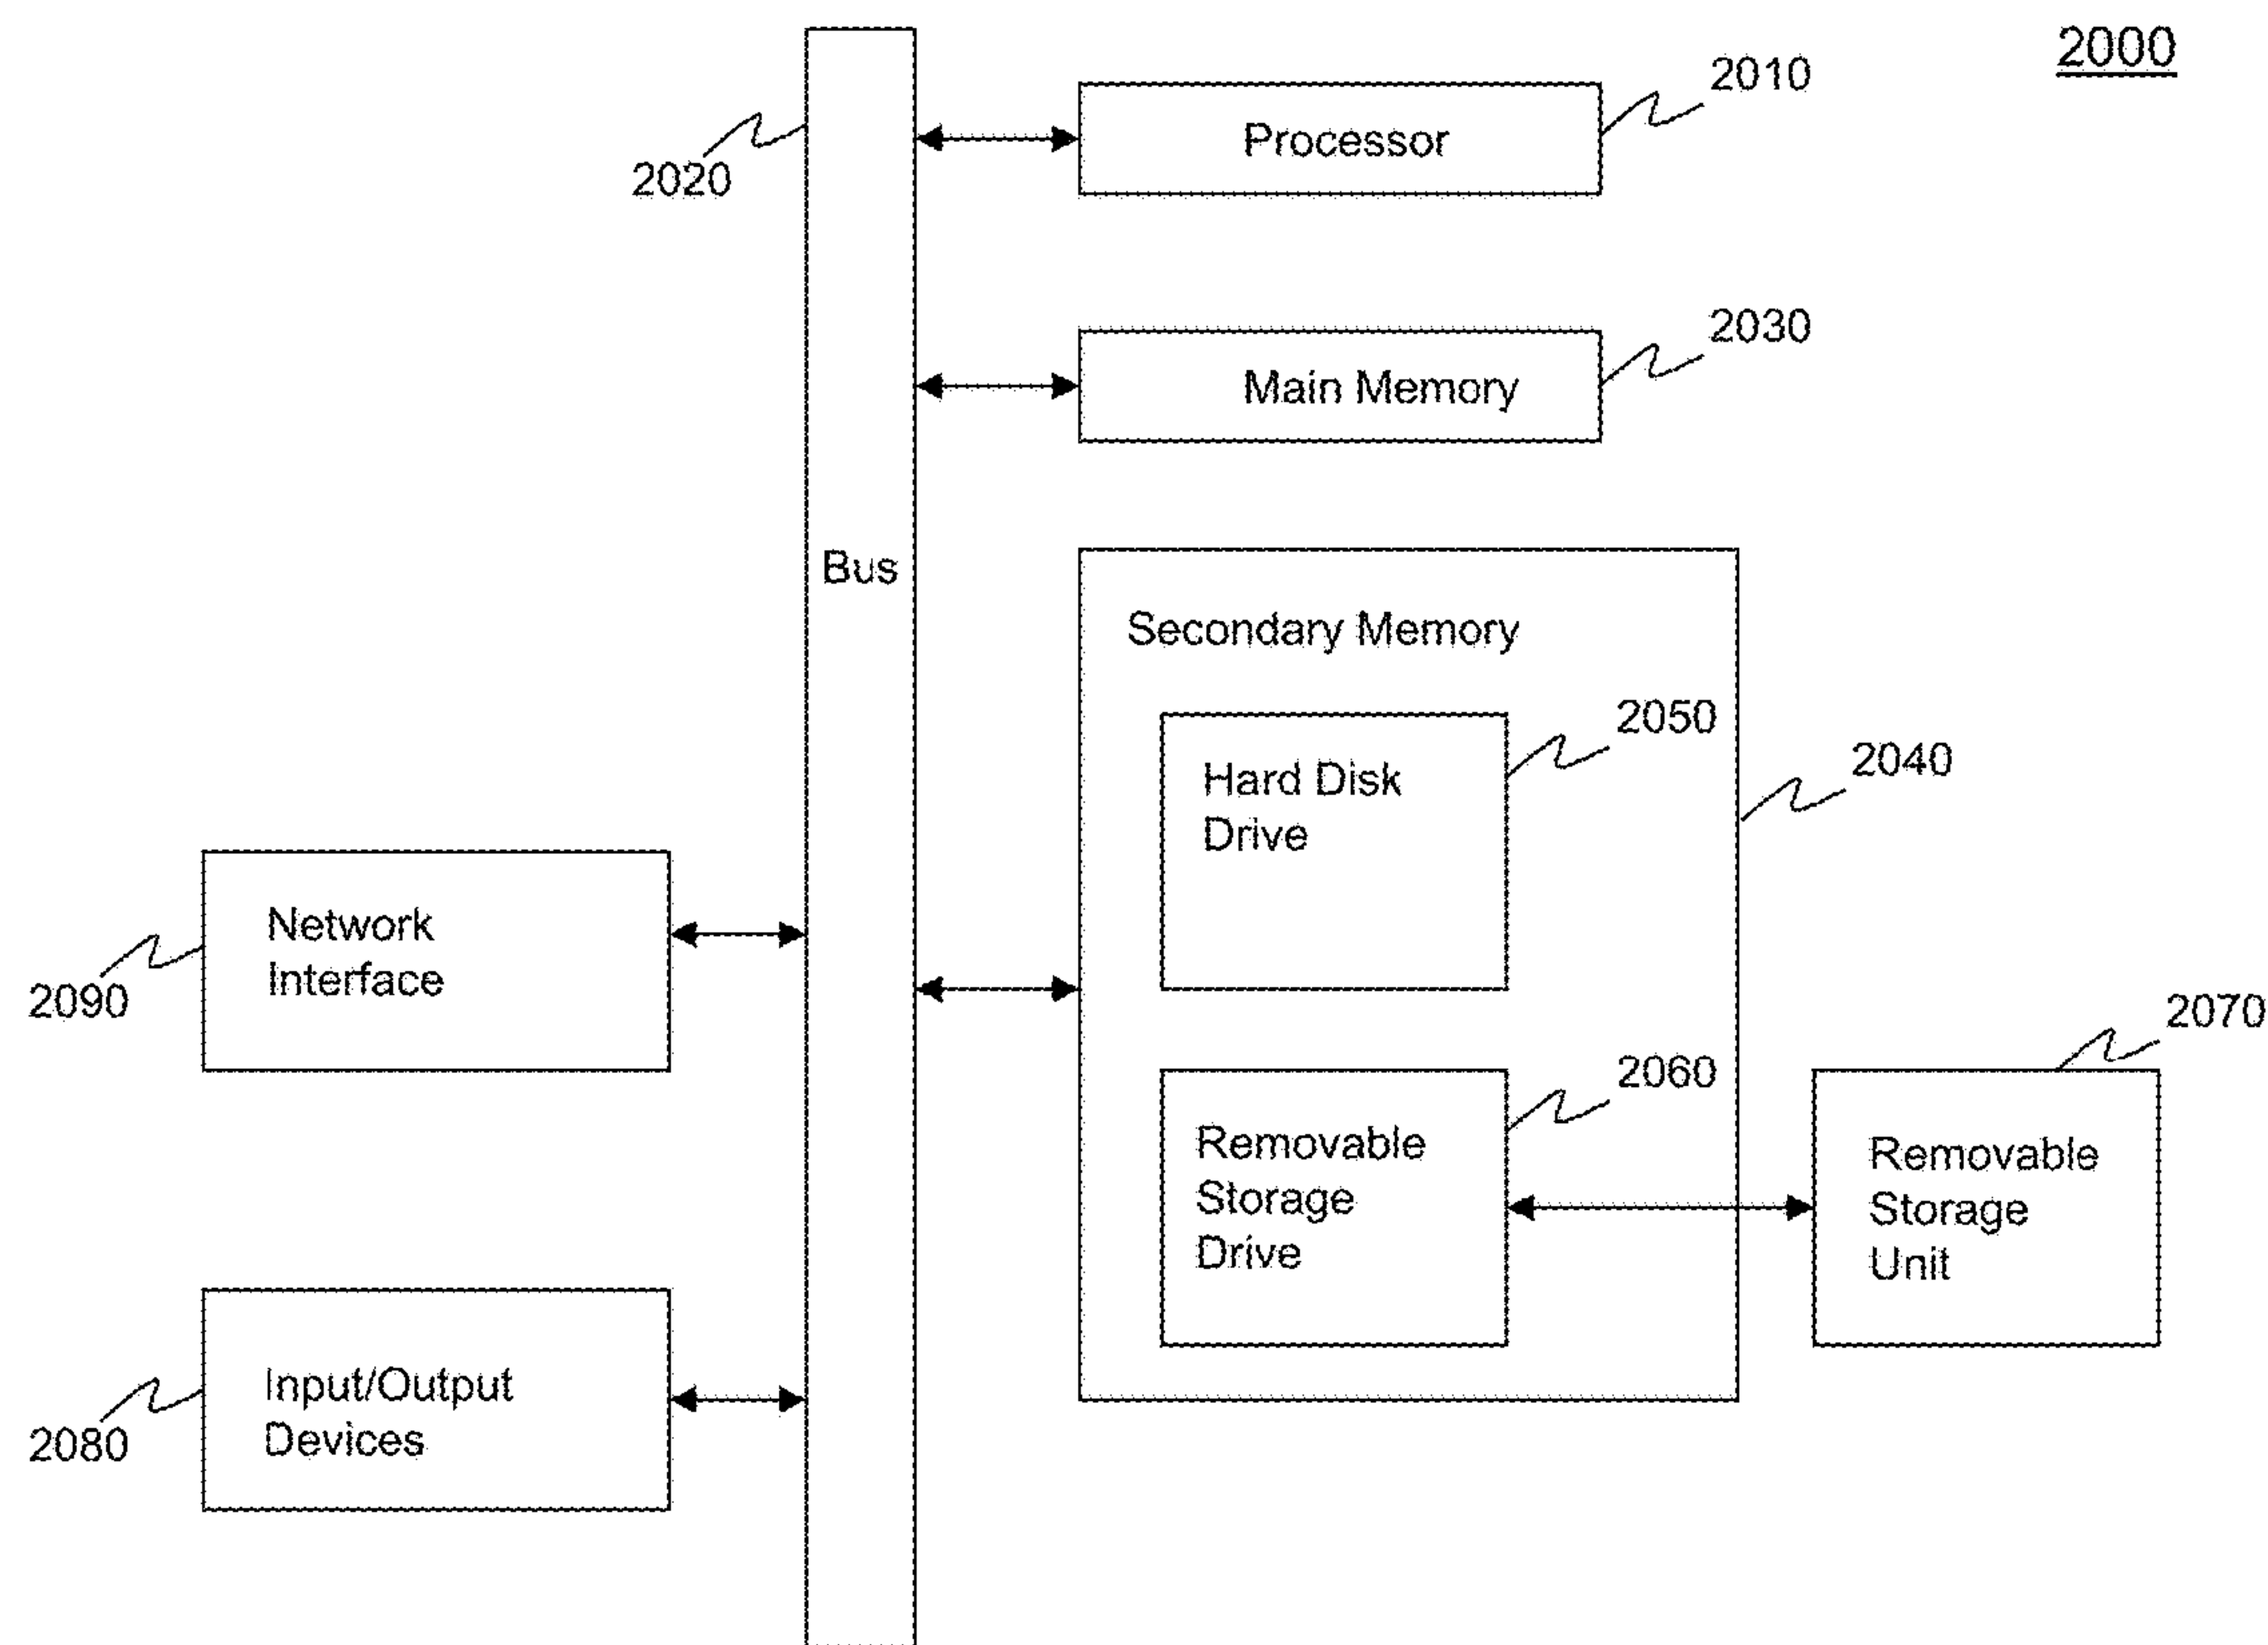 2000
2010
Processor
2020
2030
Main Memory
Bus
Secondary Memory
2050
Hard Disk
Drive
2040
Network
Interface
2090
2060
Removable
Storage
Drive
2070
Removable
Storage
Unit
Input/Output
Devices
2080